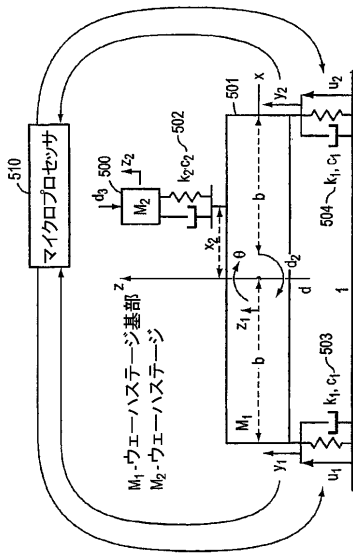 510
マイクロプロセッサ
M₁-ウェーハステージ基部
M₂-ウェーハステージ
d₃
500
z₂
M₂
k₂,c₂
502
z
x₂
501
x
y₁
M₁
b
b
z₁
θ
d₂
d
y₂
u₁
k₁, c₁
503
f
504
k₁, c₁
u₂